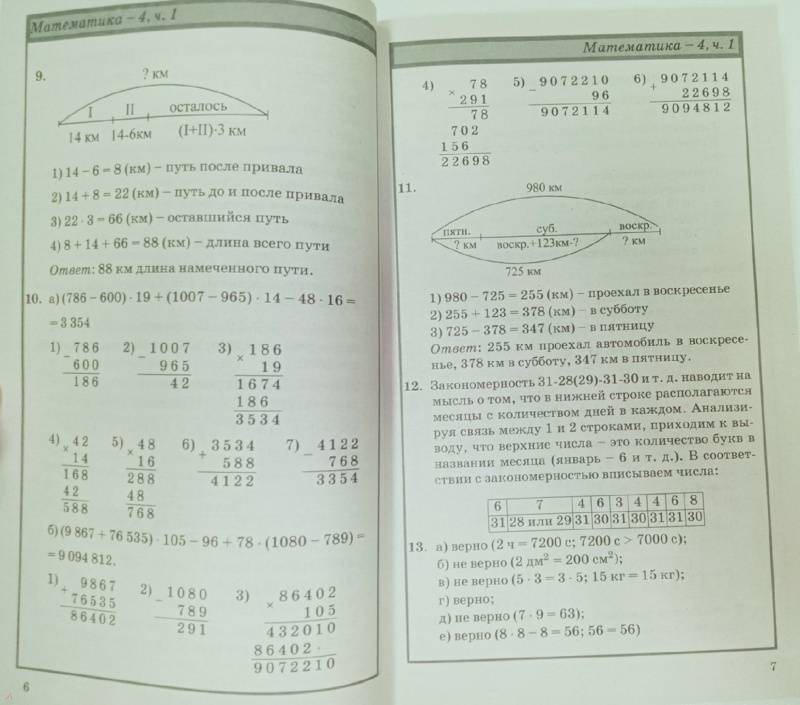 Математика – 4, ч. 1
9.
? км
I II осталось
14 км 14-6км (I+II)·3 км
1) 14 – 6 = 8 (км) – путь после привала
2) 14 + 8 = 22 (км) – путь до и после привала
3) 22 · 3 = 66 (км) – оставшийся путь
4) 8 + 14 + 66 = 88 (км) – длина всего пути
Ответ: 88 км длина намеченного пути.
10. а) (786 – 600) · 19 + (1007 – 965) · 14 – 48 · 16 =
= 3 354
1) – 786 2) – 1007 3) × 186
600 965 19
186 42 1674
186
3534
4) × 42 5) × 48 6) + 3534 7) – 4122
14 16 588 768
168 288 4122 3354
42 48
588 768
б) (9 867 + 76 535) · 105 – 96 + 78 · (1080 – 789) =
= 9 094 812.
1) + 9867 2) – 1080 3) × 86402
76535 789 105
86402 291 432010
86402
9072210
6
Математика – 4, ч. 1
4) × 78 5) – 9072210 6) + 9072114
291 96 22698
78 9072114 9094812
702
156
22698
11.
980 км
пятн. суб. воскр.
? км воскр.+123км-? ? км
725 км
1) 980 – 725 = 255 (км) – проехал в воскресенье
2) 255 + 123 = 378 (км) – в субботу
3) 725 – 378 = 347 (км) – в пятницу
Ответ: 255 км проехал автомобиль в воскресе-
нье, 378 км в субботу, 347 км в пятницу.
12. Закономерность 31-28(29)-31-30 и т. д. наводит на
мысль о том, что в нижней строке располагаются
месяцы с количеством дней в каждом. Анализи-
руя связь между 1 и 2 строками, приходим к вы-
воду, что верхние числа – это количество букв в
названии месяца (январь – 6 и т. д.). В соответ-
ствии с закономерностью вписываем числа:
6 7 4 6 3 4 4 6 8
31 28 или 29 31 30 31 30 31 31 30
13. а) верно (2 ч = 7200 с; 7200 с > 7000 с);
б) не верно (2 дм² = 200 см²);
в) не верно (5 · 3 = 3 · 5; 15 кг = 15 кг);
г) верно;
д) не верно (7 · 9 = 63);
е) верно (8 · 8 – 8 = 56; 56 = 56)
7